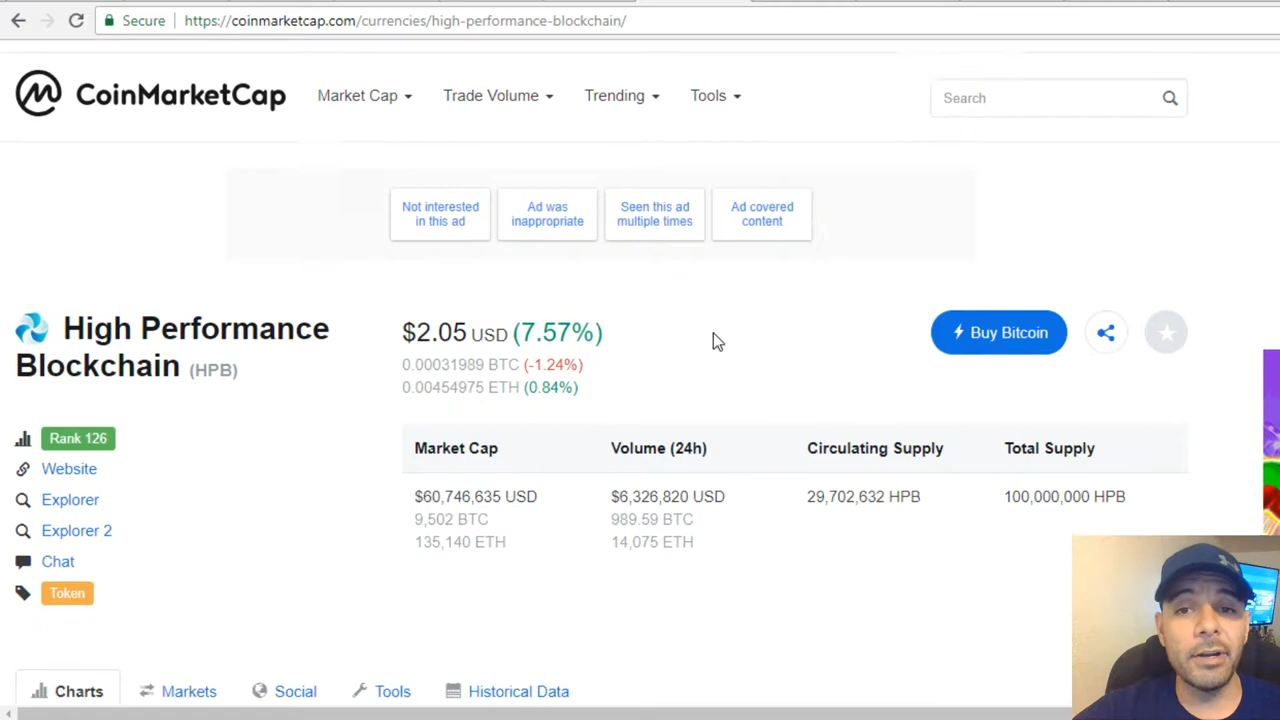 Secure | https://coinmarketcap.com/currencies/high-performance-blockchain/
CoinMarketCap
Market Cap
Trade Volume
Trending
Tools
Search
Not interested
in this ad
Ad was
inappropriate
Seen this ad
multiple times
Ad covered
content
High Performance
Blockchain (HPB)
$2.05 USD (7.57%)
0.00031989 BTC (-1.24%)
0.00454975 ETH (0.84%)
Buy Bitcoin
Rank 126
Website
Explorer
Explorer 2
Chat
Token
Market Cap
Volume (24h)
Circulating Supply
Total Supply
$60,746,635 USD
$6,326,820 USD
29,702,632 HPB
100,000,000 HPB
9,502 BTC
989.59 BTC
135,140 ETH
14,075 ETH
Charts
Markets
Social
Tools
Historical Data